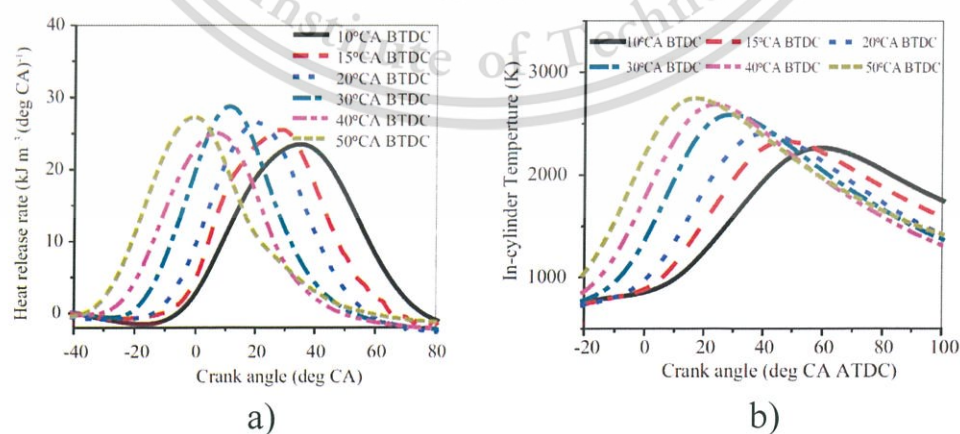 Institute of Techn
40
30
20
10
0
-40
-20
0
20
40
60
80
Heat release rate (kJ m⁻³ (deg CA)⁻¹)
Crank angle (deg CA)
10°CA BTDC
15°CA BTDC
20°CA BTDC
30°CA BTDC
40°CA BTDC
50°CA BTDC
a)
3000
2000
1000
-20
0
20
40
60
80
100
In-cylinder Temperture (K)
Crank angle (deg CA ATDC)
10°CA BTDC 15°CA BTDC 20°CA BTDC
30°CA BTDC 40°CA BTDC 50°CA BTDC
b)